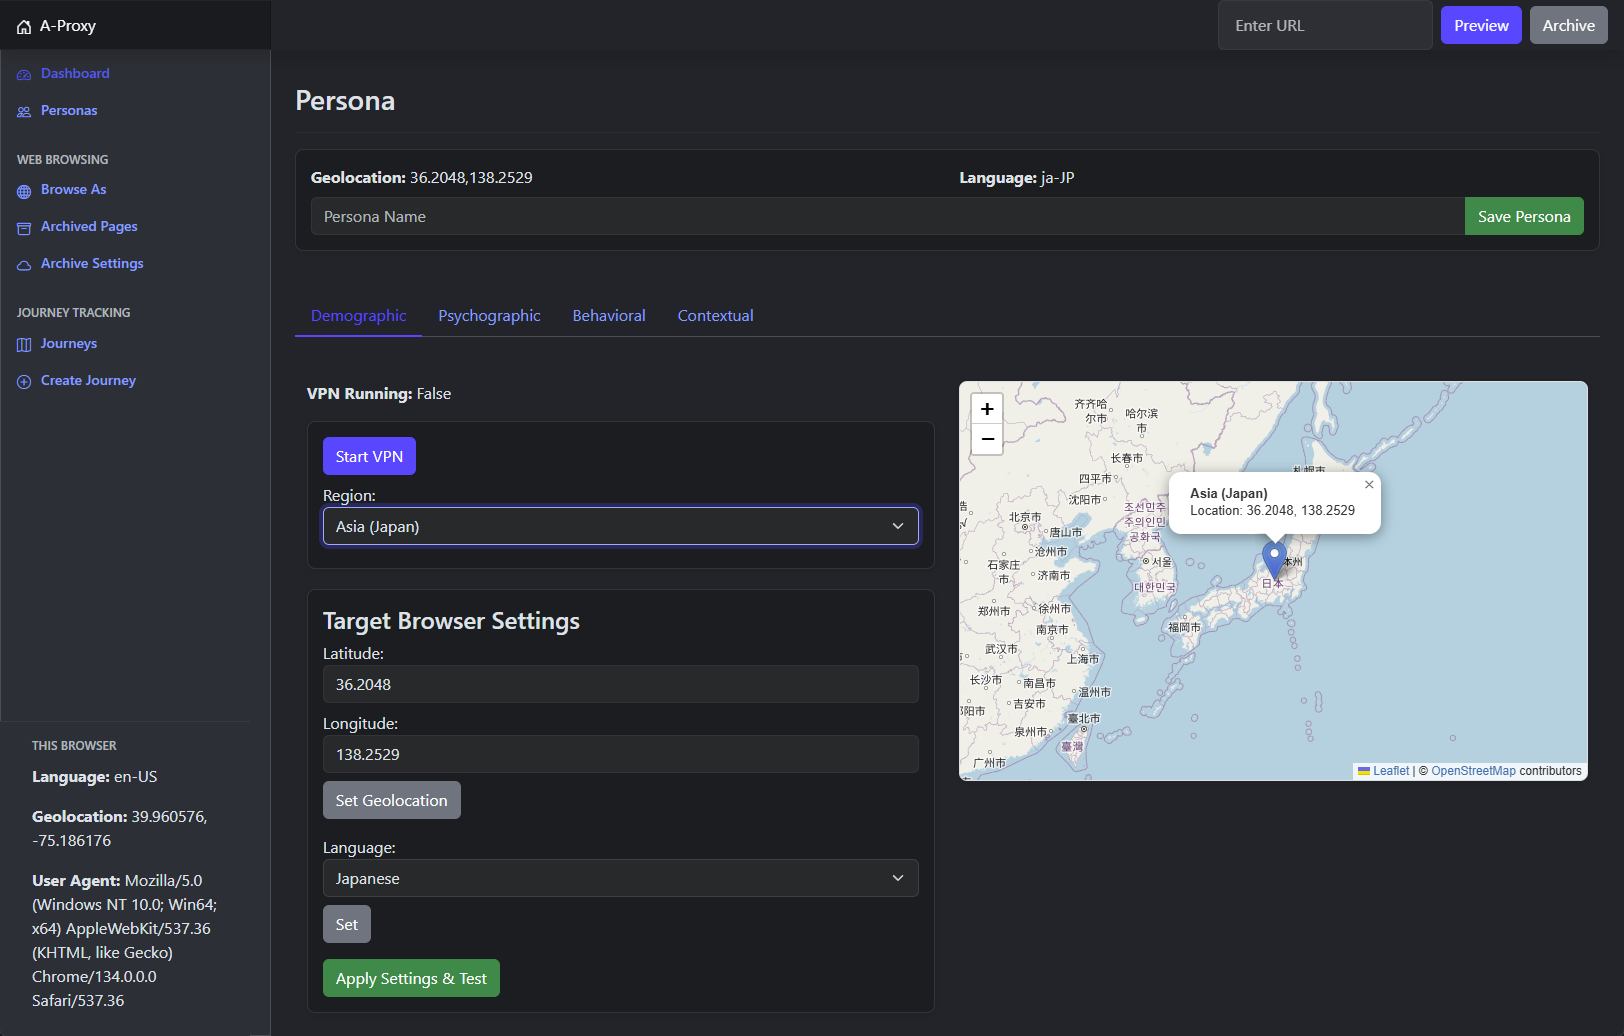 A-Proxy
Enter URL
Preview
Archive
Dashboard
Personas
WEB BROWSING
Browse As
Archived Pages
Archive Settings
JOURNEY TRACKING
Journeys
Create Journey
THIS BROWSER
Language: en-US
Geolocation: 39.960576,
-75.186176
User Agent: Mozilla/5.0
(Windows NT 10.0; Win64;
x64) AppleWebKit/537.36
(KHTML, like Gecko)
Chrome/134.0.0.0
Safari/537.36
Persona
Geolocation: 36.2048,138.2529
Language: ja-JP
Persona Name
Save Persona
Demographic
Psychographic
Behavioral
Contextual
VPN Running: False
Start VPN
Region:
Asia (Japan)
Target Browser Settings
Latitude:
36.2048
Longitude:
138.2529
Set Geolocation
Language:
Japanese
Set
Apply Settings & Test
+
−
齐齐哈
尔市
哈尔滨
市
长春市
四平市
沈阳市
札幌市
Asia (Japan)
Location: 36.2048, 138.2529
×
조선민주
주의인민
공화국
北京市
唐山市
沧州市
石家庄
市
济南市
서울
대한민국
本州
日本
郑州市
徐州市
南京市
福岡市
武汉市
上海市
长沙市
南昌市
温州市
吉安市
邵阳市
臺北市
泉州市
臺灣
广州市
Leaflet | © OpenStreetMap contributors